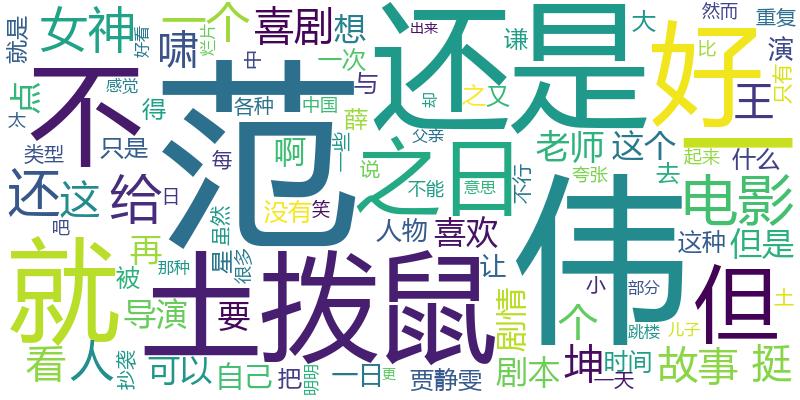 就是
女神
好看
啸
一个
烂片
喜剧
中
想
还是
出来
谦
大
好
然而
重复
演
不
点
感觉
范
得
各种
中国
一次
与
薛
却
之
又
比
只有
王
一
太
类型
只是
每
啊
一些
说
之日
父亲
不能
意思
不行
老师
这个
夸张
去
起来
什么
还
这
给
日
没有
笑
伟
电影
吧
再
那种
虽然
星
很多
人物
喜欢
让
这种
但是
就
被
土拨鼠
要
剧情
小
部分
但
土
导演
个
跳楼
儿子
看
人
抄袭
可以
自己
把
明明
一日
更
贾静雯
剧本
坤
一天
时间
故事
挺